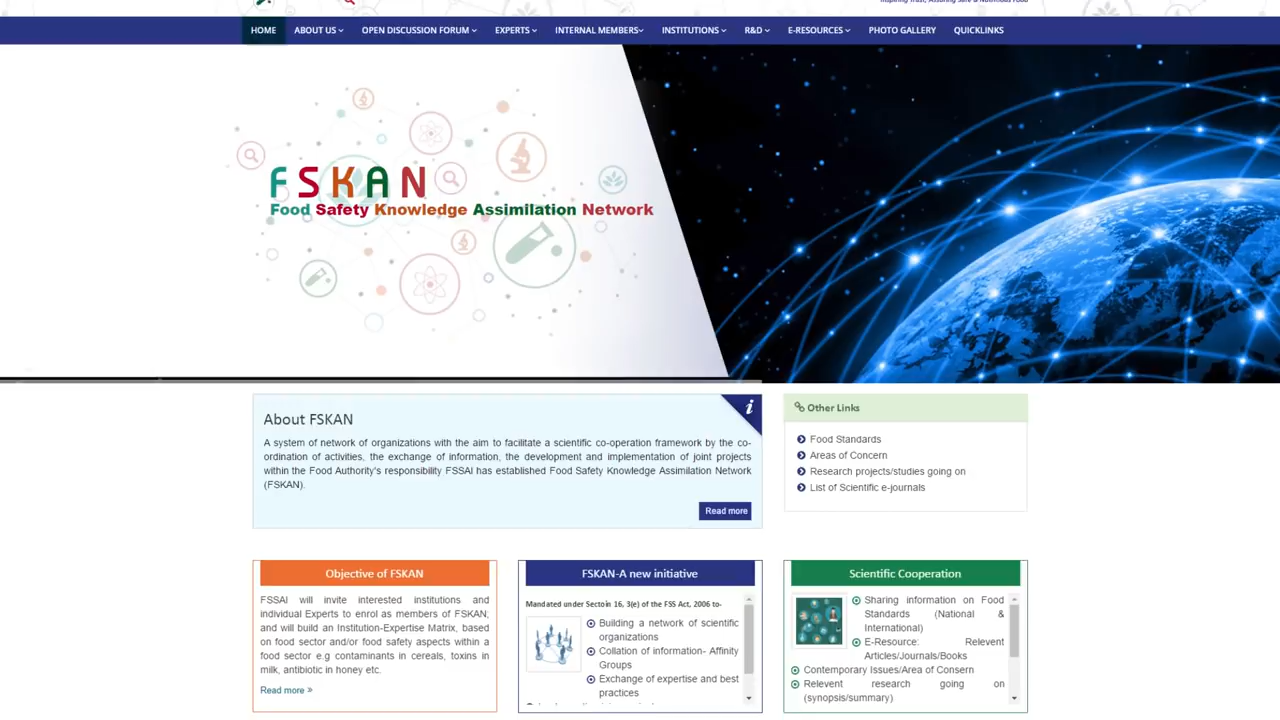 Inspiring Trust, Assuring Safe & Nutritious Food
HOME ABOUT US OPEN DISCUSSION FORUM EXPERTS INTERNAL MEMBERS INSTITUTIONS R&D E-RESOURCES PHOTO GALLERY QUICKLINKS
FSKAN
Food Safety Knowledge Assimilation Network
About FSKAN
i
A system of network of organizations with the aim to facilitate a scientific co-operation framework by the co-
ordination of activities, the exchange of information, the development and implementation of joint projects
within the Food Authority's responsibility FSSAI has established Food Safety Knowledge Assimilation Network
(FSKAN).
Read more
Other Links
Food Standards
Areas of Concern
Research projects/studies going on
List of Scientific e-journals
Objective of FSKAN
FSSAI will invite interested institutions and
individual Experts to enrol as members of FSKAN;
and will build an Institution-Expertise Matrix, based
on food sector and/or food safety aspects within a
food sector e.g contaminants in cereals, toxins in
milk, antibiotic in honey etc.
Read more »
FSKAN-A new initiative
Mandated under Sectoin 16, 3(e) of the FSS Act, 2006 to-
Building a network of scientific
organizations
Collation of information- Affinity
Groups
Exchange of expertise and best
practices
Scientific Cooperation
Sharing information on Food
Standards (National &
International)
E-Resource: Relevent
Articles/Journals/Books
Contemporary Issues/Area of Concern
Relevent research going on
(synopsis/summary)